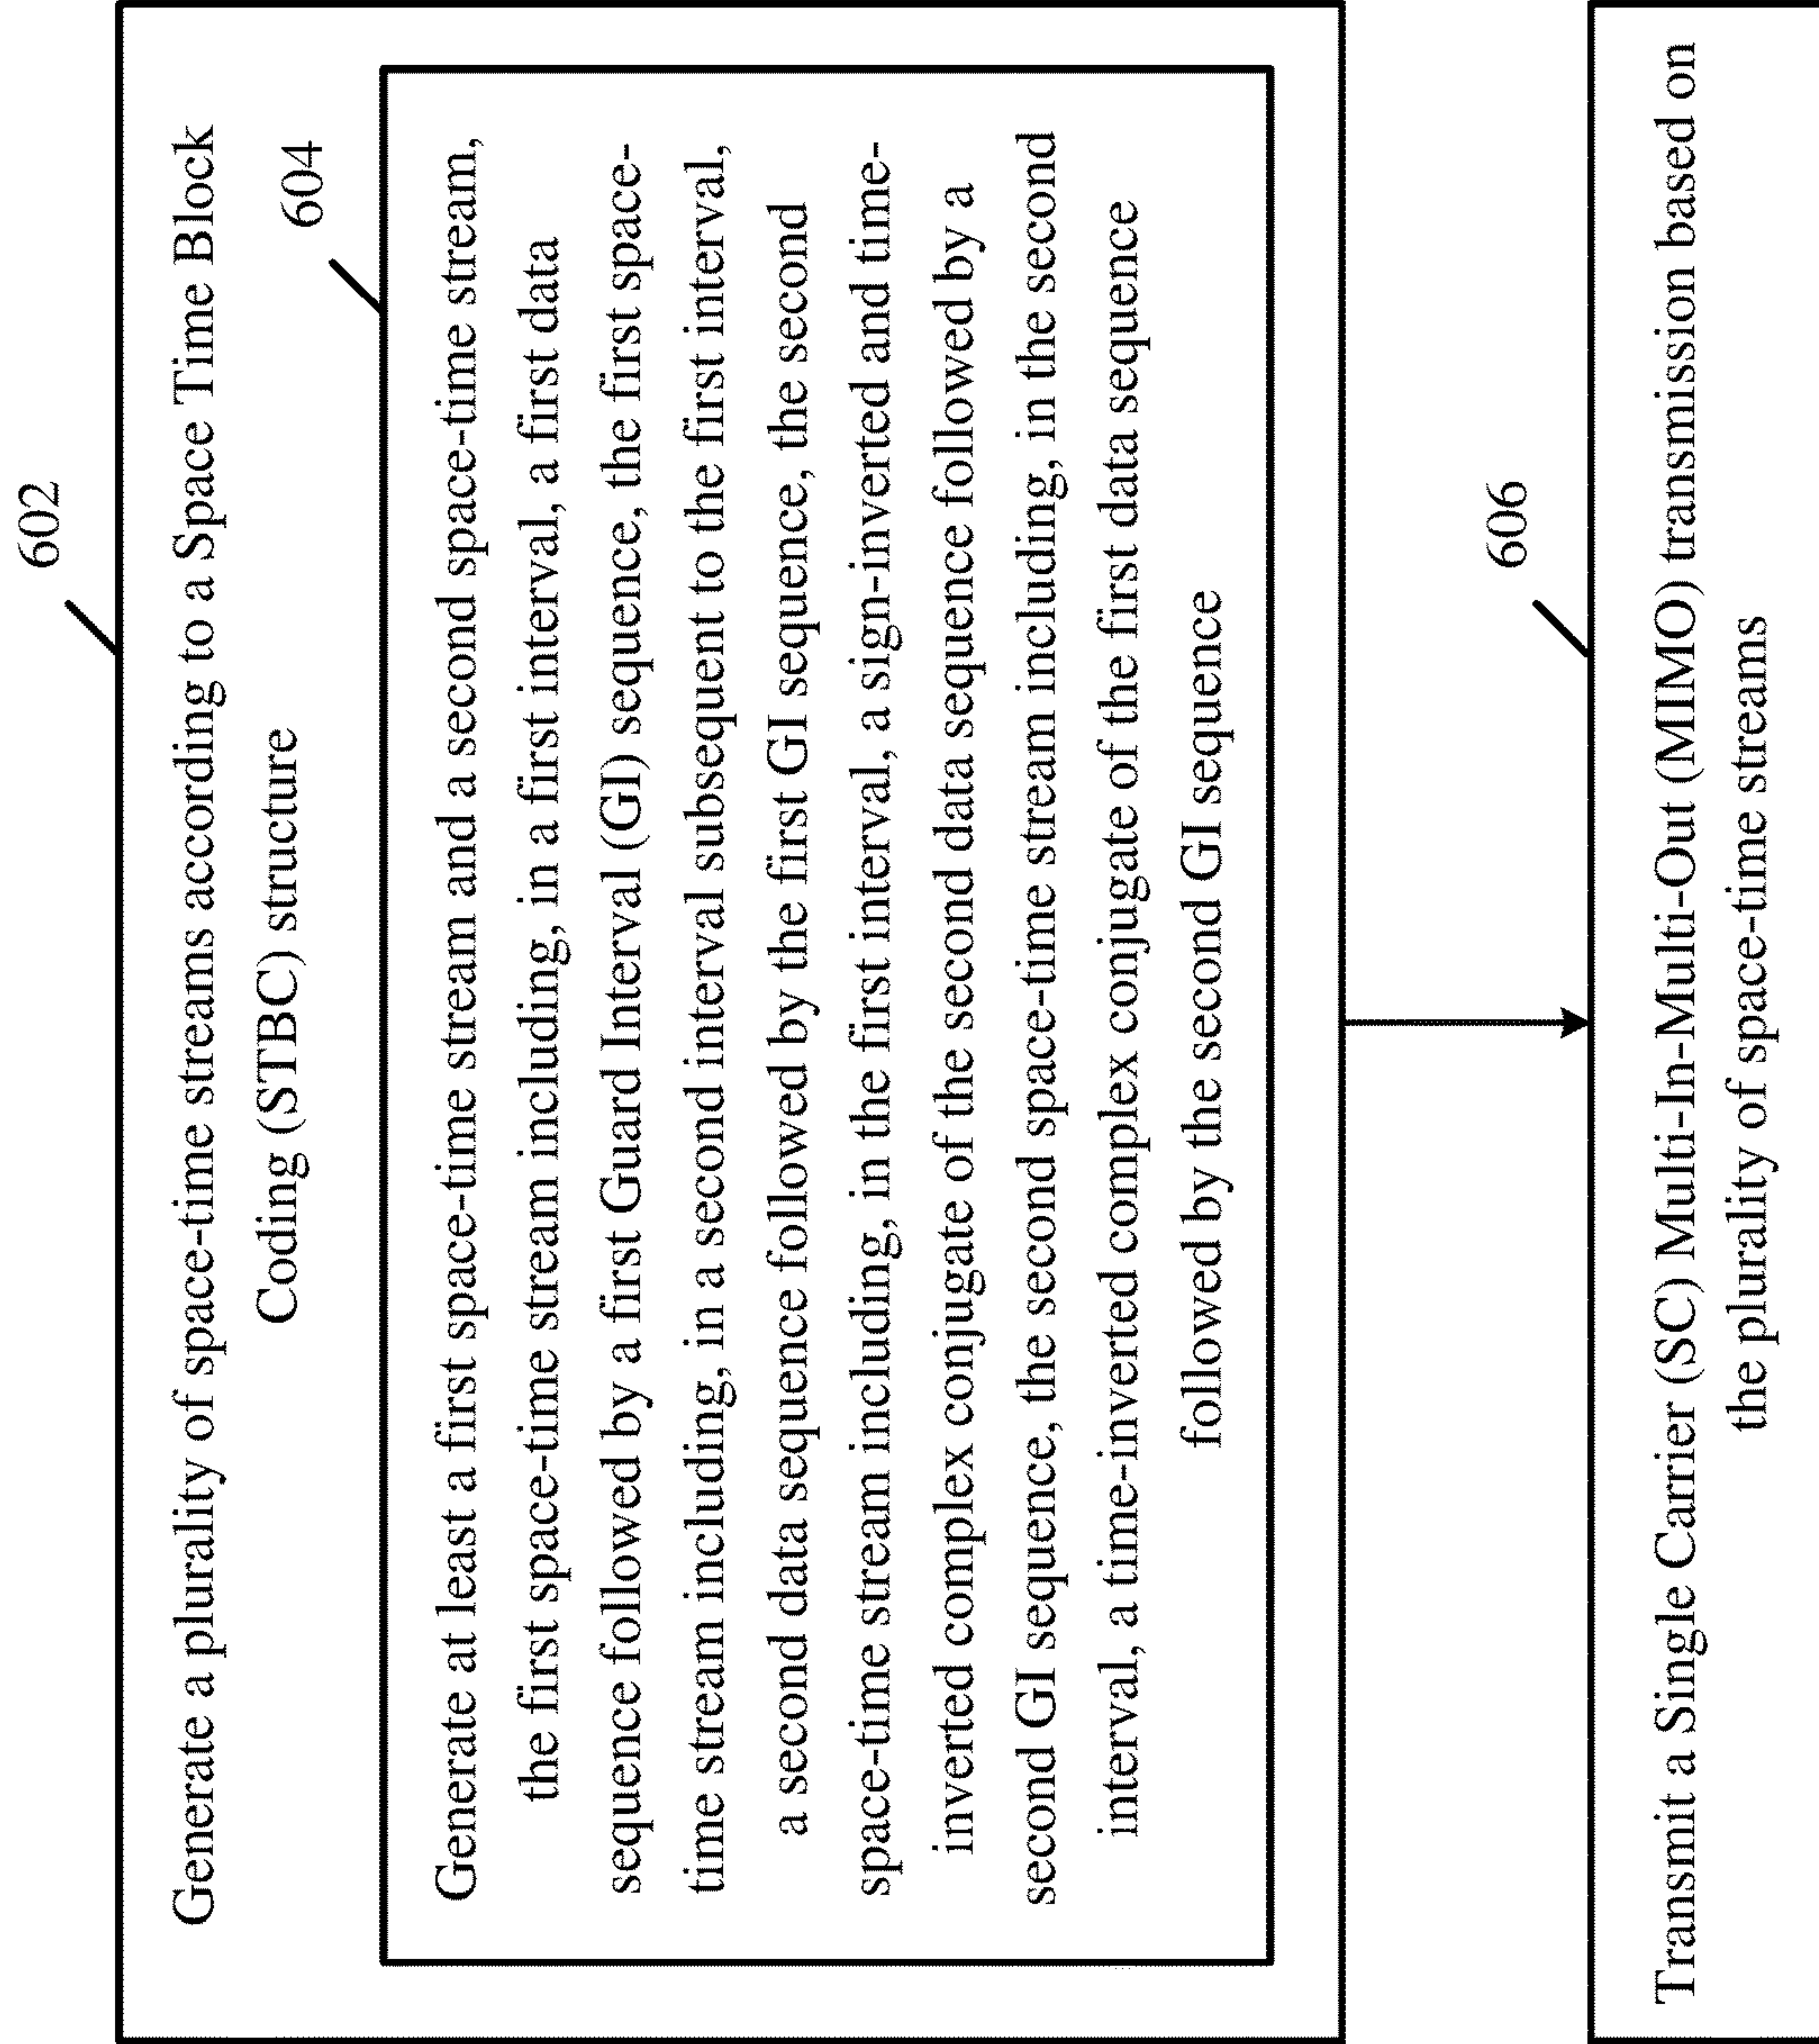 602
Generate a plurality of space-time streams according to a Space Time Block
Coding (STBC) structure
604
Generate at least a first space-time stream and a second space-time stream,
the first space-time stream including, in a first interval, a first data
sequence followed by a first Guard Interval (GI) sequence, the first space-
time stream including, in a second interval subsequent to the first interval,
a second data sequence followed by the first GI sequence, the second
space-time stream including, in the first interval, a sign-inverted and time-
inverted complex conjugate of the second data sequence followed by a
second GI sequence, the second space-time stream including, in the second
interval, a time-inverted complex conjugate of the first data sequence
followed by the second GI sequence
606
Transmit a Single Carrier (SC) Multi-In-Multi-Out (MIMO) transmission based on
the plurality of space-time streams